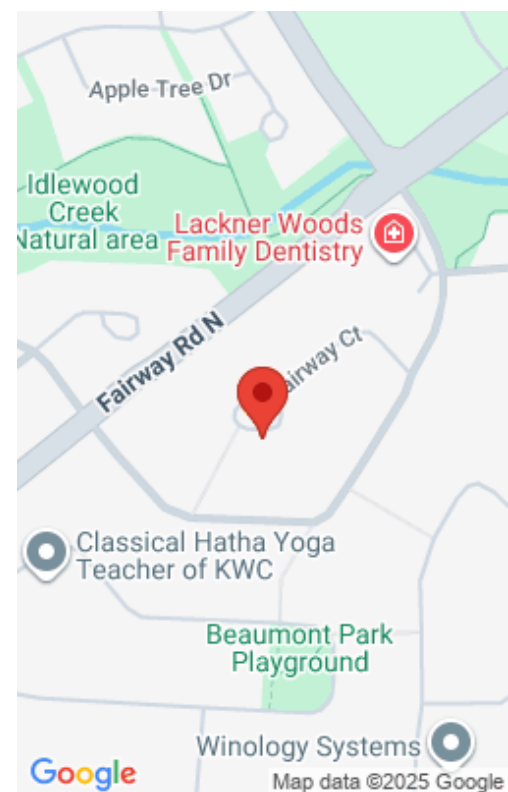 Apple Tree Dr
Idlewood
Creek
Natural area
Lackner Woods
Family Dentistry
Fairway Rd N
airway Ct
Classical Hatha Yoga
Teacher of KWC
Beaumont Park
Playground
Winology Systems
Google
Map data ©2025 Google